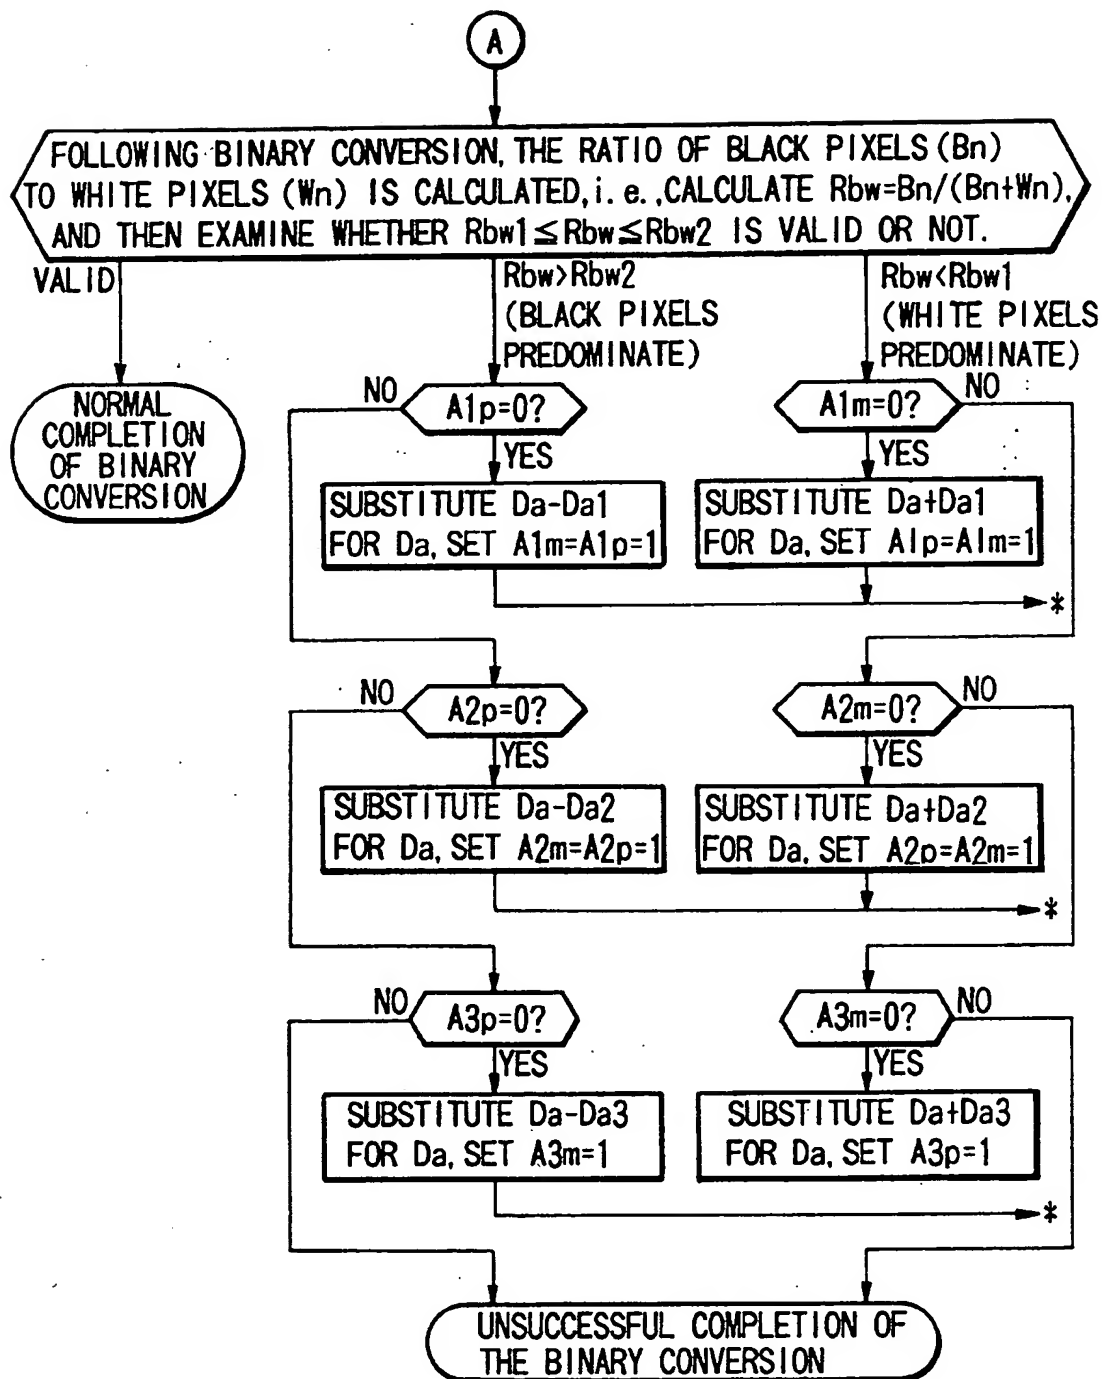 A
FOLLOWING BINARY CONVERSION, THE RATIO OF BLACK PIXELS (Bn)
TO WHITE PIXELS (Wn) IS CALCULATED, i.e., CALCULATE Rbw=Bn/(Bn+Wn),
AND THEN EXAMINE WHETHER Rbw1≦Rbw≦Rbw2 IS VALID OR NOT.
VALID
Rbw>Rbw2
(BLACK PIXELS
PREDOMINATE)
Rbw<Rbw1
(WHITE PIXELS
PREDOMINATE)
NORMAL
COMPLETION
OF BINARY
CONVERSION
NO
A1p=0?
YES
SUBSTITUTE Da-Da1
FOR Da, SET A1m=A1p=1
A1m=0?
NO
YES
SUBSTITUTE Da+Da1
FOR Da, SET A1p=A1m=1
*
NO
A2p=0?
YES
SUBSTITUTE Da-Da2
FOR Da, SET A2m=A2p=1
A2m=0?
NO
YES
SUBSTITUTE Da+Da2
FOR Da, SET A2p=A2m=1
*
NO
A3p=0?
YES
SUBSTITUTE Da-Da3
FOR Da, SET A3m=1
A3m=0?
NO
YES
SUBSTITUTE Da+Da3
FOR Da, SET A3p=1
*
UNSUCCESSFUL COMPLETION OF
THE BINARY CONVERSION